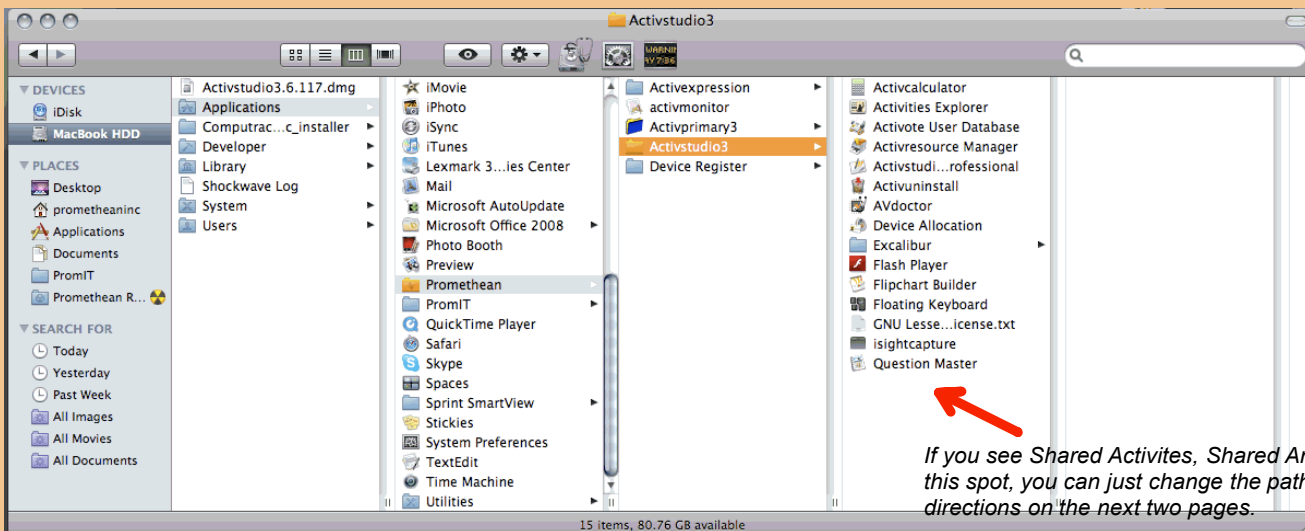 Activstudio3
WARNIN
AY 7:36
DEVICES
iDisk
MacBook HDD
PLACES
Desktop
prometheaninc
Applications
Documents
PromIT
Promethean R...
SEARCH FOR
Today
Yesterday
Past Week
All Images
All Movies
All Documents
Activstudio3.6.117.dmg
Applications
Computrac...c_installer
Developer
Library
Shockwave Log
System
Users
iMovie
iPhoto
iSync
iTunes
Lexmark 3...ies Center
Mail
Microsoft AutoUpdate
Microsoft Office 2008
Photo Booth
Preview
Promethean
PromIT
QuickTime Player
Safari
Skype
Spaces
Sprint SmartView
Stickies
System Preferences
TextEdit
Time Machine
Utilities
Activexpression
activmonitor
Activprimary3
Activstudio3
Device Register
Activcalculator
Activities Explorer
Activote User Database
Activresource Manager
Activstudi...rofessional
Activuninstall
AVdoctor
Device Allocation
Excalibur
Flash Player
Flipchart Builder
Floating Keyboard
GNU Lesse...icense.txt
isightcapture
Question Master
If you see Shared Activites, Shared An
this spot, you can just change the path
directions on the next two pages.
15 items, 80.76 GB available